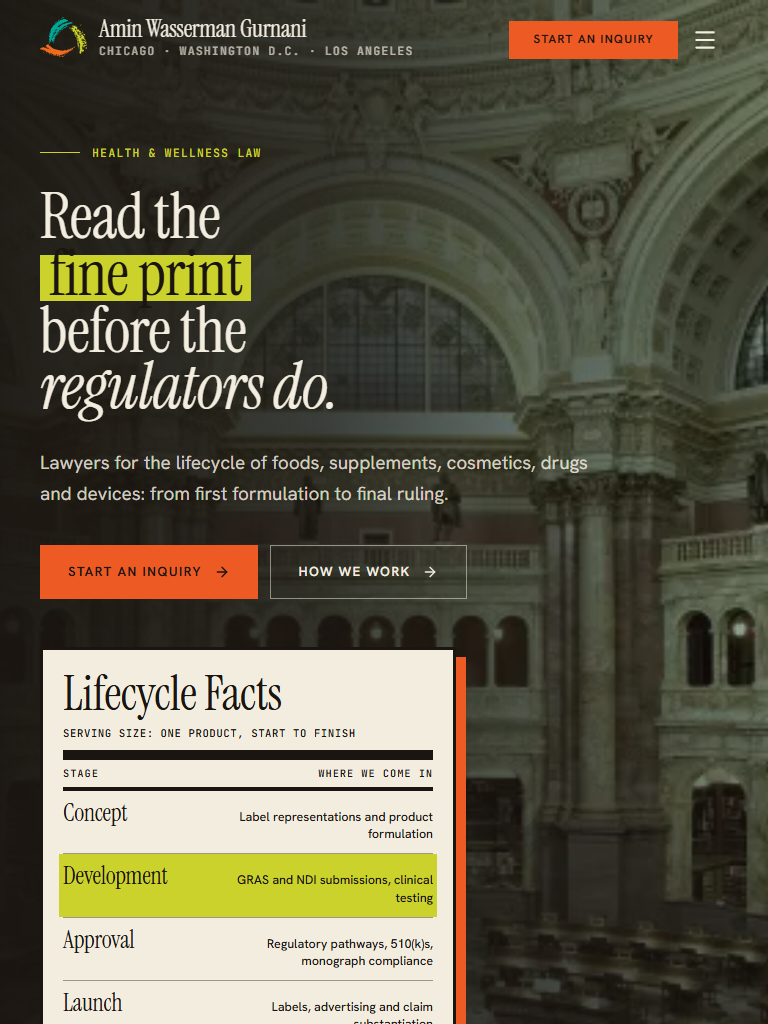 Amin Wasserman Gurnani
CHICAGO · WASHINGTON D.C. · LOS ANGELES
START AN INQUIRY
HEALTH & WELLNESS LAW
Read the
fine print
before the
regulators do.
Lawyers for the lifecycle of foods, supplements, cosmetics, drugs
and devices: from first formulation to final ruling.
START AN INQUIRY →
HOW WE WORK →
Lifecycle Facts
SERVING SIZE: ONE PRODUCT, START TO FINISH
STAGE
WHERE WE COME IN
Concept
Label representations and product
formulation
Development
GRAS and NDI submissions, clinical
testing
Approval
Regulatory pathways, 510(k)s,
monograph compliance
Launch
Labels, advertising and claim
substantiation